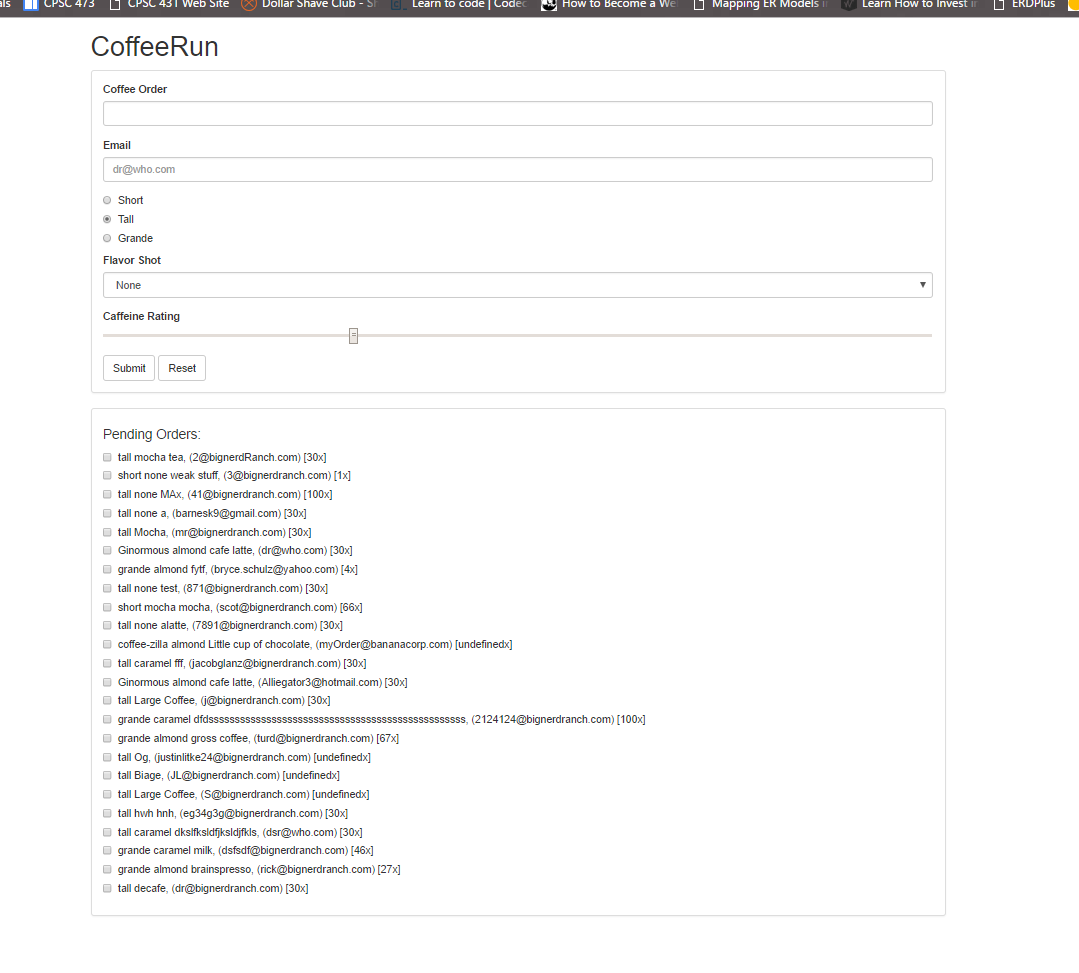 als CPSC 473 CPSC 431 Web Site Dollar Shave Club - Sh Learn to code | Codec How to Become a We Mapping ER Models i Learn How to Invest in ERDPlus
CoffeeRun
Coffee Order
Email
dr@who.com
Short
Tall
Grande
Flavor Shot
None
Caffeine Rating
Submit Reset
Pending Orders:
tall mocha tea, (2@bignerdRanch.com) [30x]
short none weak stuff, (3@bignerdranch.com) [1x]
tall none MAx, (41@bignerdranch.com) [100x]
tall none a, (barnesk9@gmail.com) [30x]
tall Mocha, (mr@bignerdranch.com) [30x]
Ginormous almond cafe latte, (dr@who.com) [30x]
grande almond fytf, (bryce.schulz@yahoo.com) [4x]
tall none test, (871@bignerdranch.com) [30x]
short mocha mocha, (scot@bignerdranch.com) [66x]
tall none alatte, (7891@bignerdranch.com) [30x]
coffee-zilla almond Little cup of chocolate, (myOrder@bananacorp.com) [undefinedx]
tall caramel fff, (jacobglanz@bignerdranch.com) [30x]
Ginormous almond cafe latte, (Alliegator3@hotmail.com) [30x]
tall Large Coffee, (j@bignerdranch.com) [30x]
grande caramel dfdsssssssssssssssssssssssssssssssssssssssssssssssssss, (2124124@bignerdranch.com) [100x]
grande almond gross coffee, (turd@bignerdranch.com) [67x]
tall Og, (justinlitke24@bignerdranch.com) [undefinedx]
tall Biage, (JL@bignerdranch.com) [undefinedx]
tall Large Coffee, (S@bignerdranch.com) [undefinedx]
tall hwh hnh, (eg34g3g@bignerdranch.com) [30x]
tall caramel dkslfksldfjksldjfkls, (dsr@who.com) [30x]
grande caramel milk, (dsfsdf@bignerdranch.com) [46x]
grande almond brainspresso, (rick@bignerdranch.com) [27x]
tall decafe, (dr@bignerdranch.com) [30x]